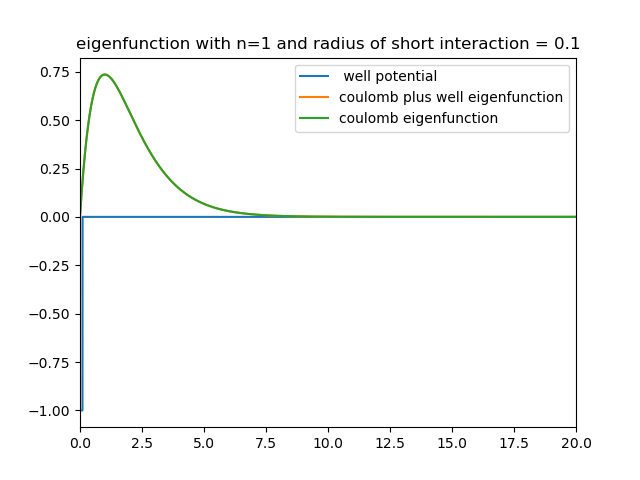 eigenfunction with n=1 and radius of short interaction = 0.1
well potential
coulomb plus well eigenfunction
coulomb eigenfunction
0.75
0.50
0.25
0.00
−0.25
−0.50
−0.75
−1.00
0.0 2.5 5.0 7.5 10.0 12.5 15.0 17.5 20.0